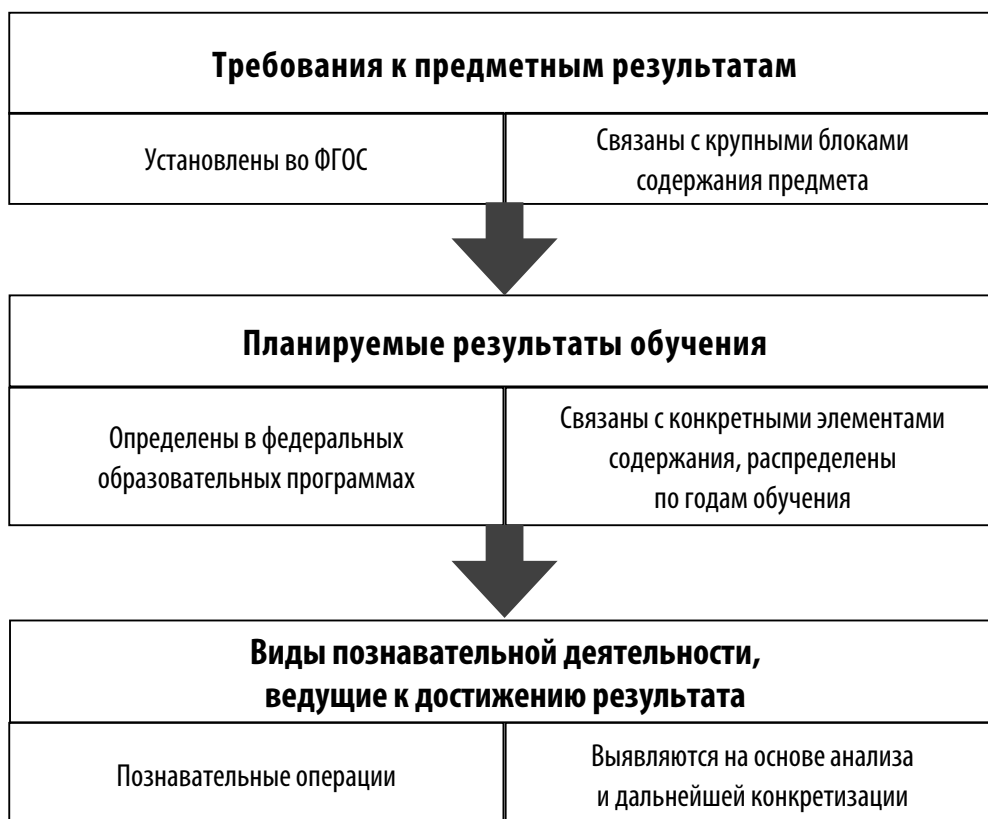 Требования к предметным результатам
Установлены во ФГОС
Связаны с крупными блоками
содержания предмета
Планируемые результаты обучения
Определены в федеральных
образовательных программах
Связаны с конкретными элементами
содержания, распределены
по годам обучения
Виды познавательной деятельности,
ведущие к достижению результата
Познавательные операции
Выявляются на основе анализа
и дальнейшей конкретизации